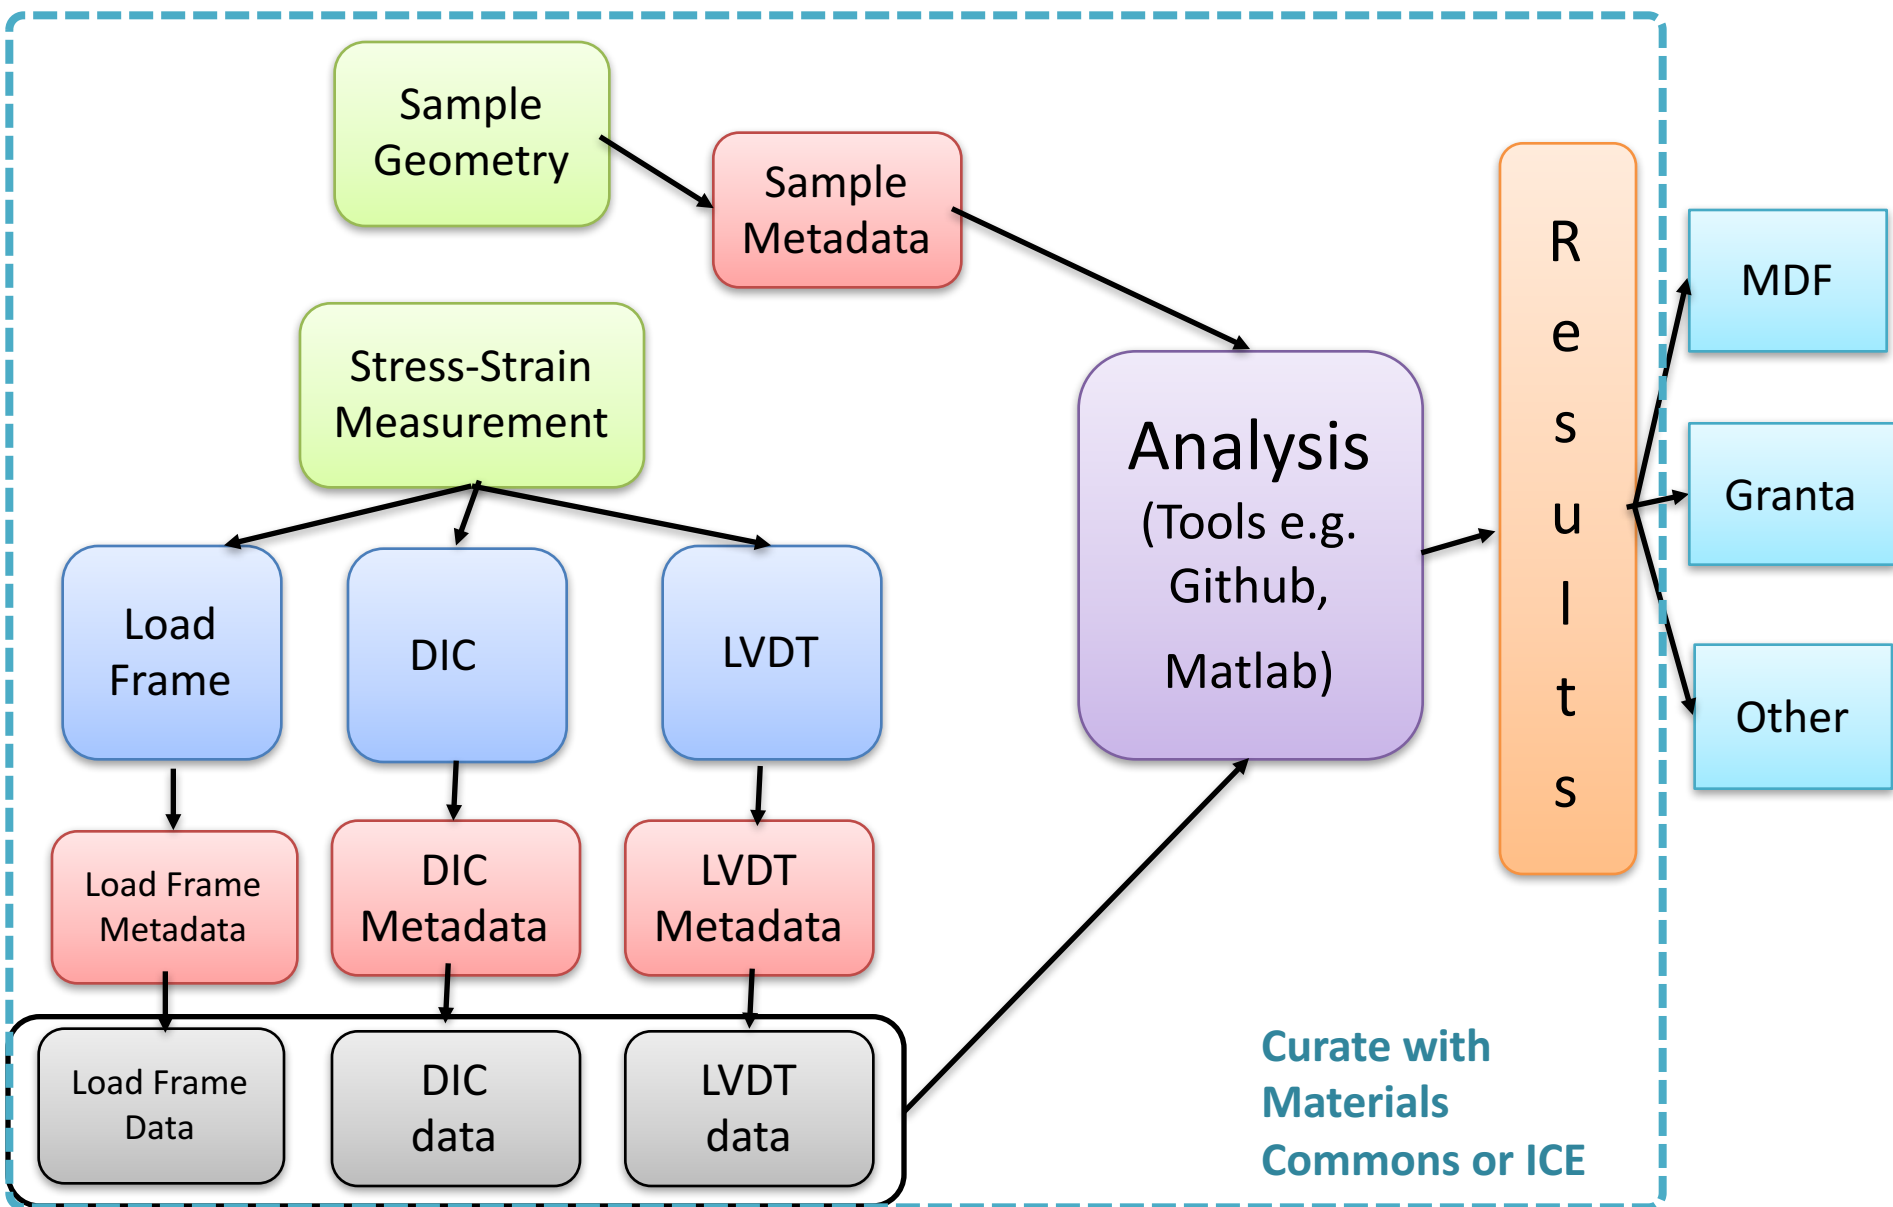 Sample
Geometry
Sample
Metadata
Stress-Strain
Measurement
Load
Frame
DIC
LVDT
Load Frame
Metadata
DIC
Metadata
LVDT
Metadata
Load Frame
Data
DIC
data
LVDT
data
Analysis
(Tools e.g.
Github,
Matlab)
R
e
s
u
l
t
s
MDF
Granta
Other
Curate with
Materials
Commons or ICE